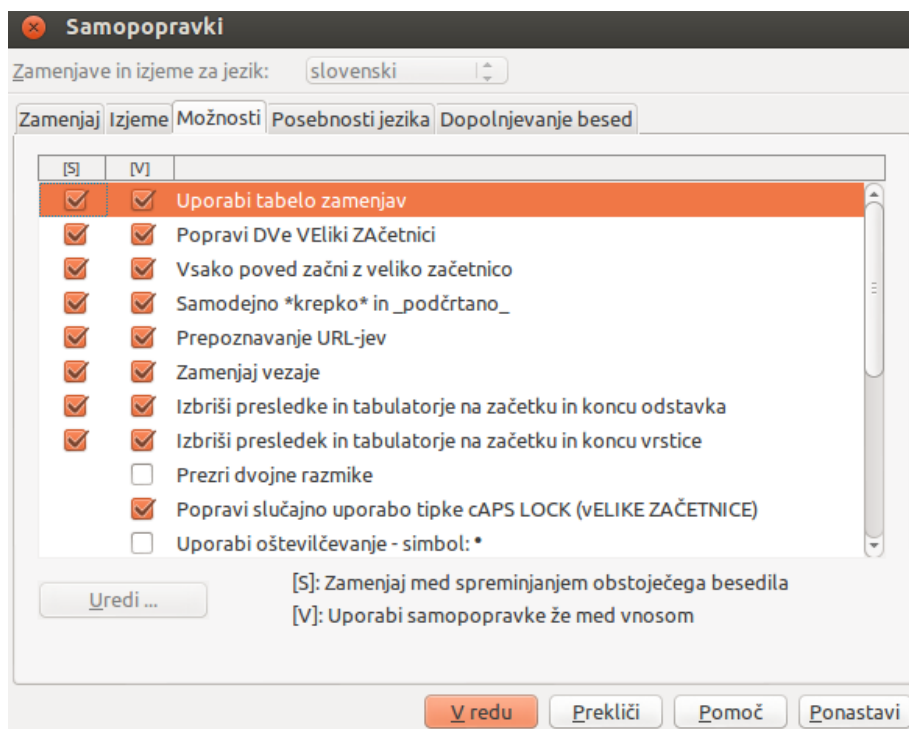 Samopopravki
Zamenjave in izjeme za jezik: slovenski
Zamenjaj Izjeme Možnosti Posebnosti jezika Dopolnjevanje besed
[S] [V]
Uporabi tabelo zamenjav
Popravi DVe VEliki ZAčetnici
Vsako poved začni z veliko začetnico
Samodejno *krepko* in _podčrtano_
Prepoznavanje URL-jev
Zamenjaj vezaje
Izbriši presledke in tabulatorje na začetku in koncu odstavka
Izbriši presledek in tabulatorje na začetku in koncu vrstice
Prezri dvojne razmike
Popravi slučajno uporabo tipke cAPS LOCK (vELIKE ZAČETNICE)
Uporabi oštevilčevanje - simbol: •
Uredi ...
[S]: Zamenjaj med spreminjanjem obstoječega besedila
[V]: Uporabi samopopravke že med vnosom
V redu Prekliči Pomoč Ponastavi